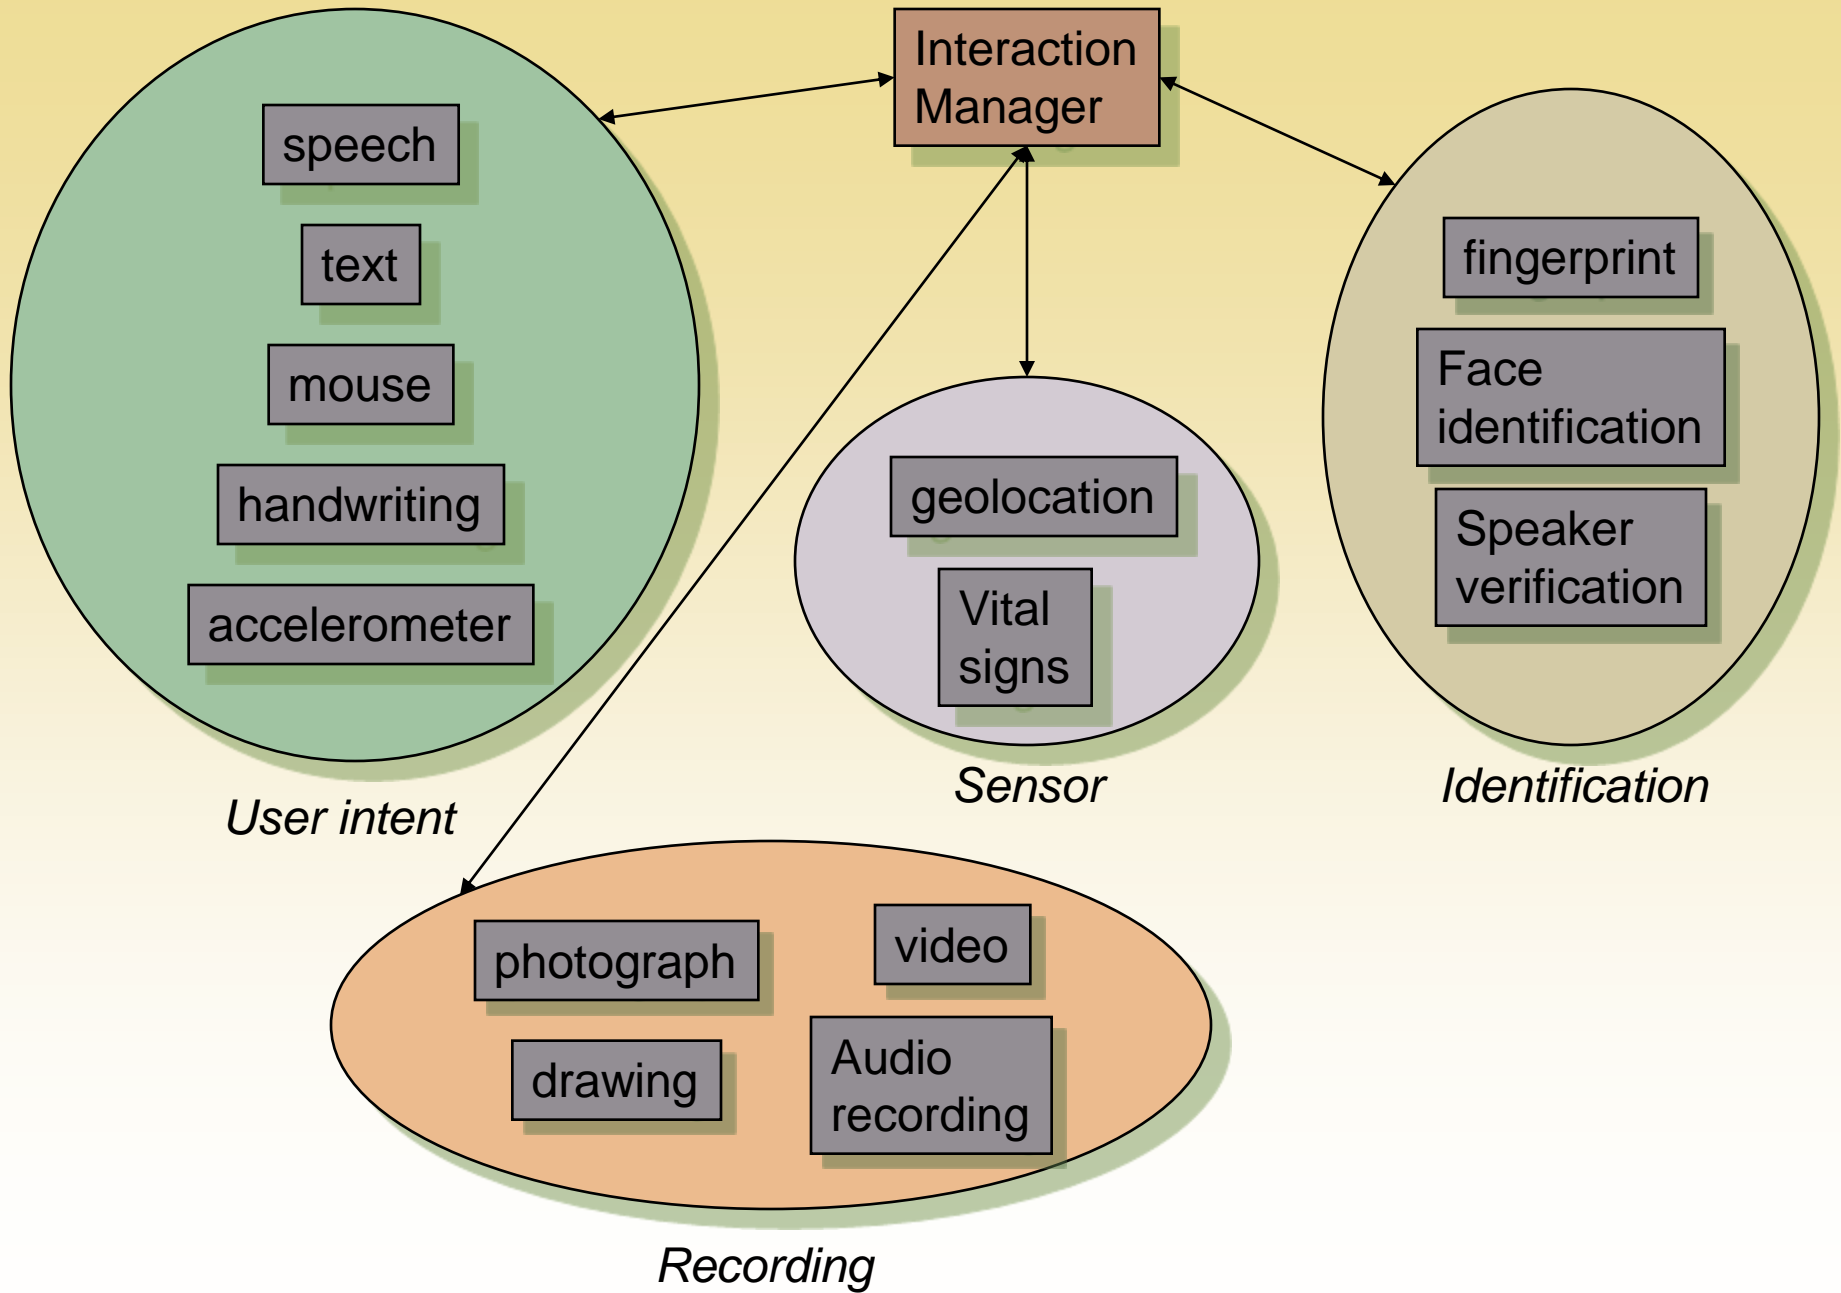 Interaction
Manager
speech
text
mouse
handwriting
accelerometer
User intent
geolocation
Vital
signs
Sensor
fingerprint
Face
identification
Speaker
verification
Identification
photograph
video
drawing
Audio
recording
Recording